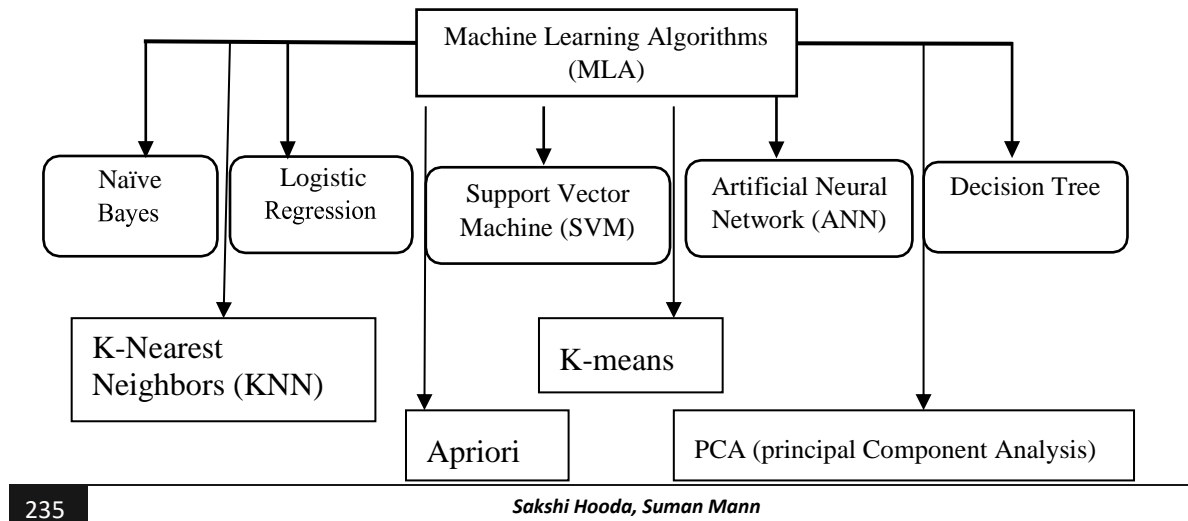 Machine Learning Algorithms
(MLA)
Naïve
Bayes
Logistic
Regression
Support Vector
Machine (SVM)
Artificial Neural
Network (ANN)
Decision Tree
K-Nearest
Neighbors (KNN)
K-means
Apriori
PCA (principal Component Analysis)
235
Sakshi Hooda, Suman Mann